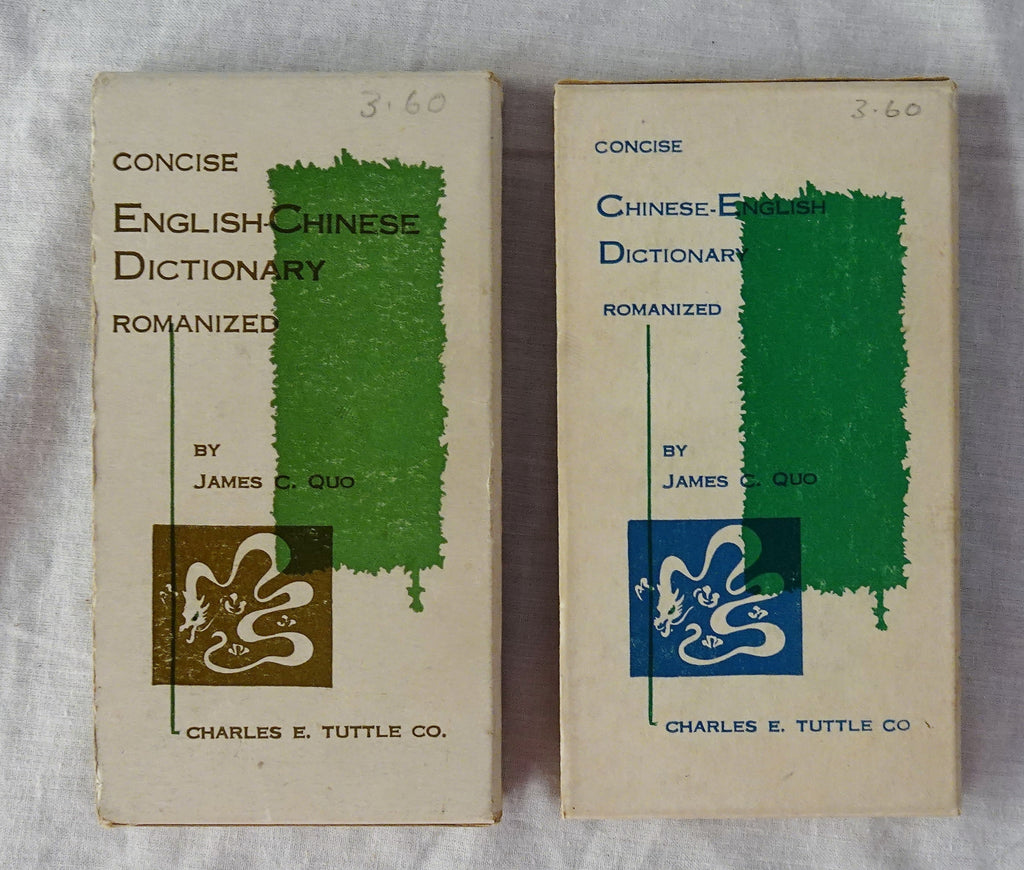 3.60
CONCISE
ENGLISH-CHINESE
DICTIONARY
ROMANIZED
BY
JAMES C. QUO
CHARLES E. TUTTLE CO.
3.60
CONCISE
CHINESE-ENGLISH
DICTIONARY
ROMANIZED
BY
JAMES C. QUO
CHARLES E. TUTTLE CO